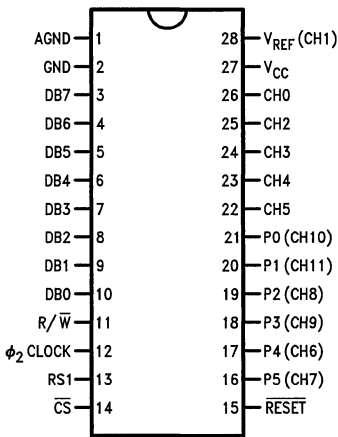 AGND 1 28 V_REF (CH1)
GND 2 27 V_CC
DB7 3 26 CH0
DB6 4 25 CH2
DB5 5 24 CH3
DB4 6 23 CH4
DB3 7 22 CH5
DB2 8 21 P0 (CH10)
DB1 9 20 P1 (CH11)
DB0 10 19 P2 (CH8)
R/W̅ 11 18 P3 (CH9)
ϕ₂ CLOCK 12 17 P4 (CH6)
RS1 13 16 P5 (CH7)
C̅S̅ 14 15 R̅E̅S̅E̅T̅